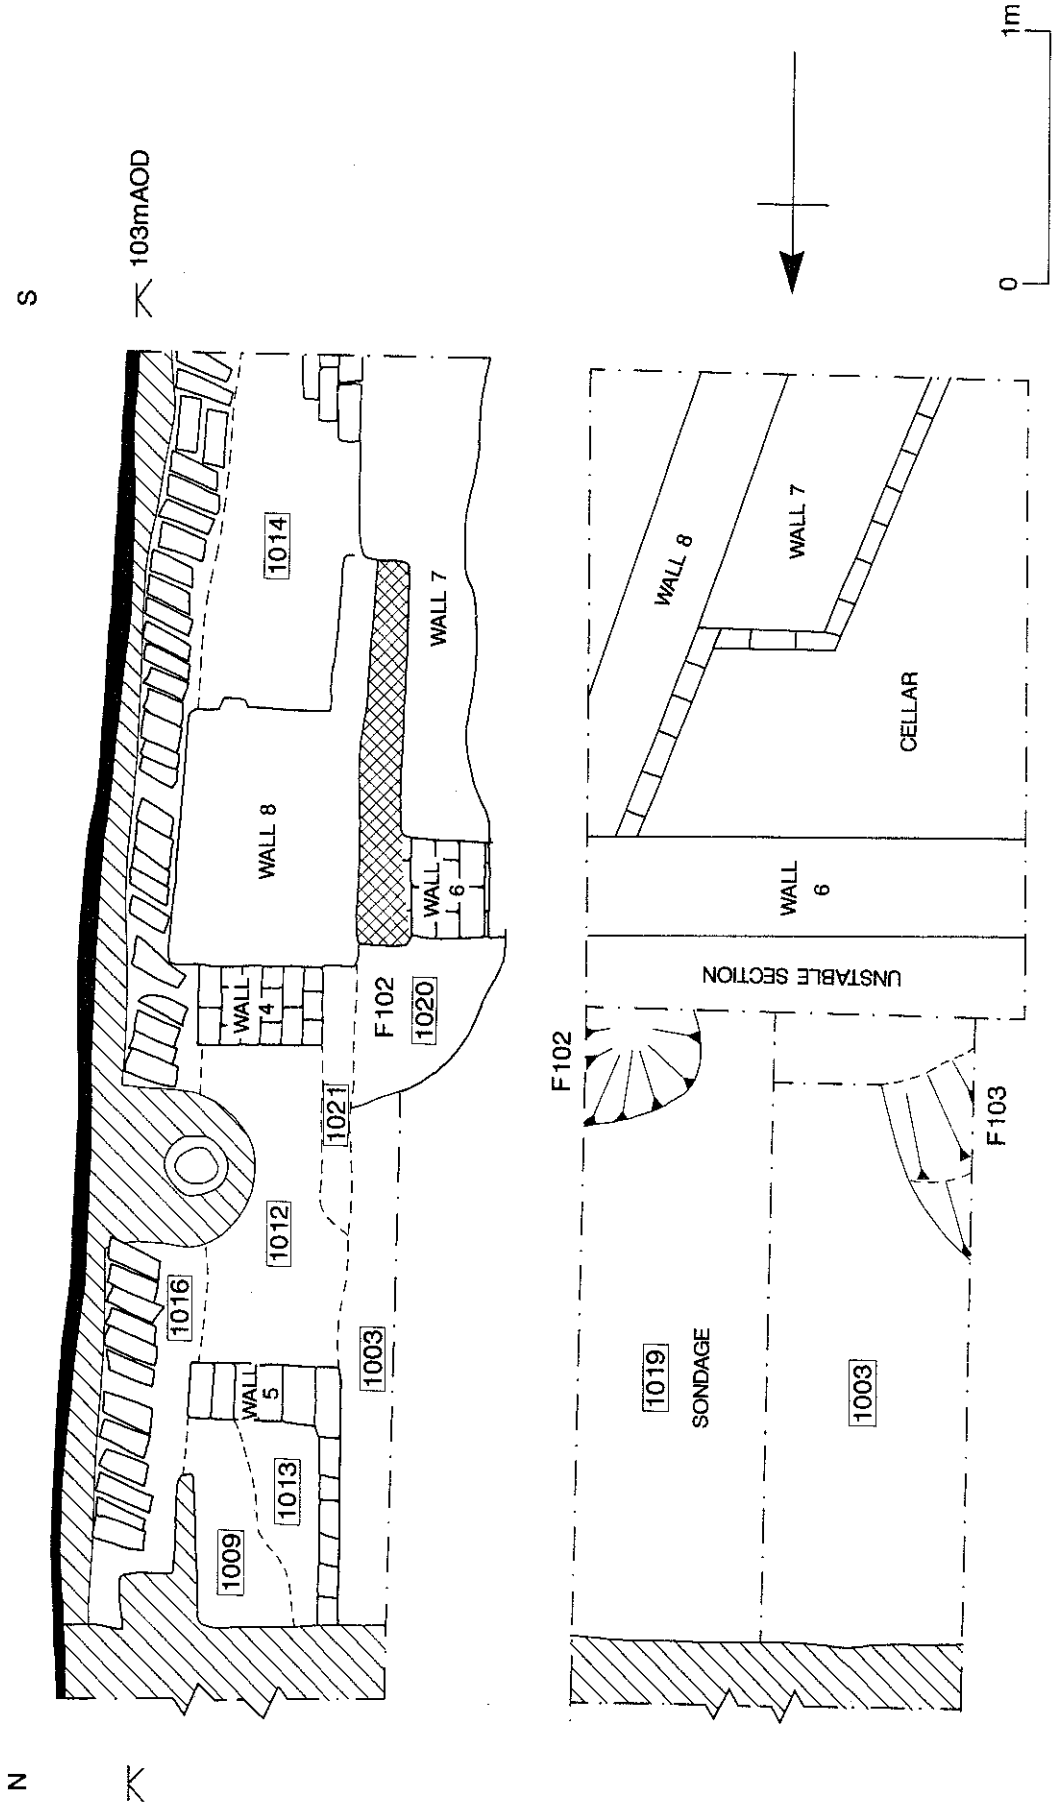 N
S
103mAOD
1016
1014
WALL 8
WALL
4
WALL
5
1012
1009
1013
1021
F102
1020
1003
WALL
6
WALL 7
F102
F103
1019
SONDAGE
1003
UNSTABLE SECTION
WALL
6
CELLAR
WALL 8
WALL 7
0
1m